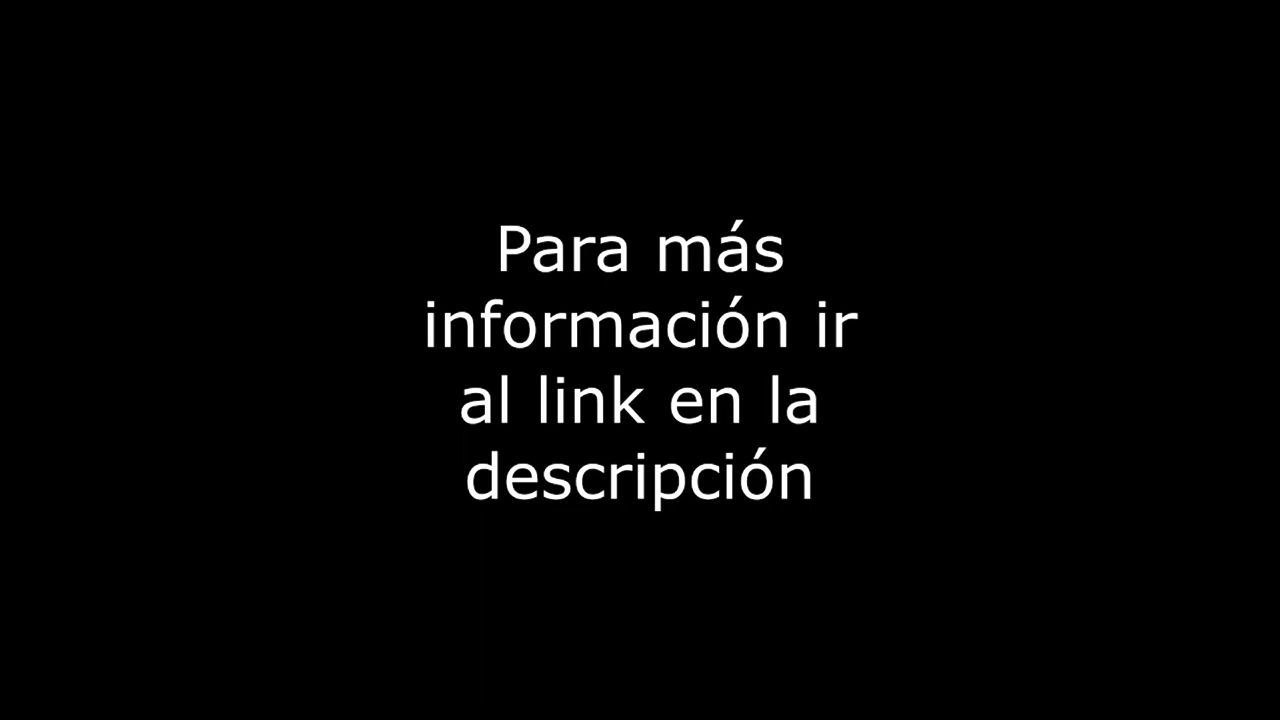 Para más
información ir
al link en la
descripción